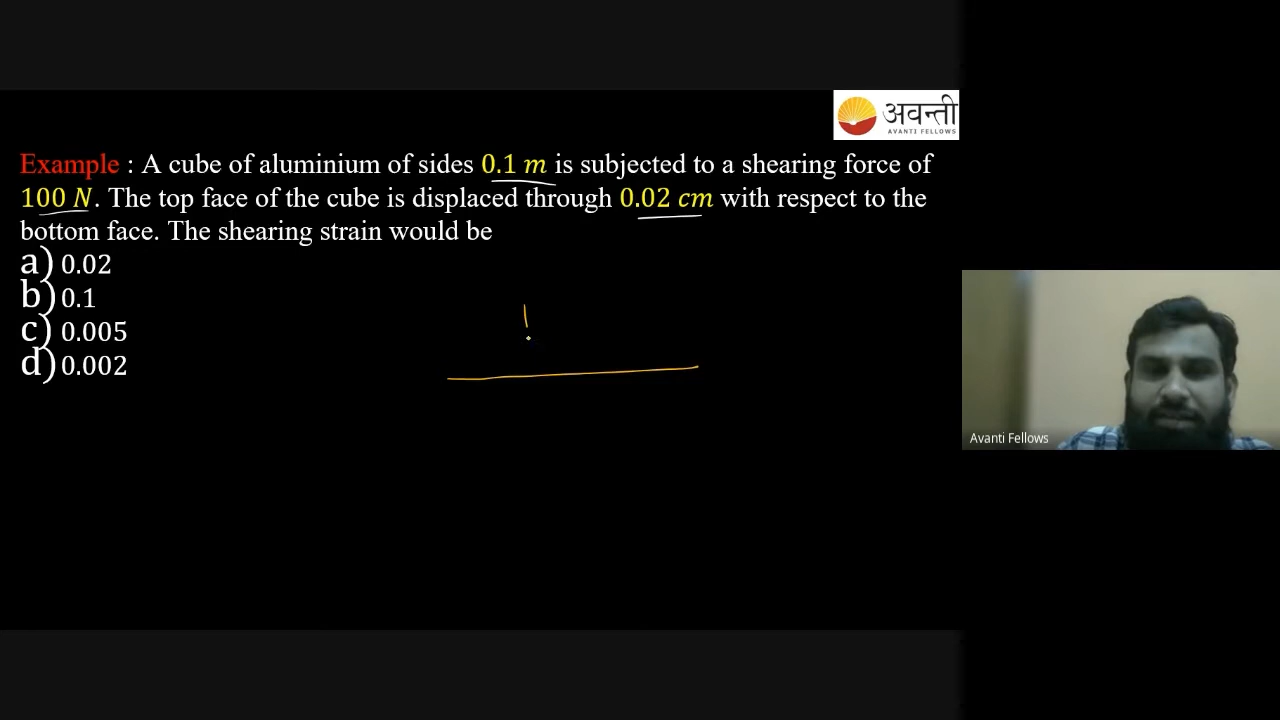 अवन्ती
AVANTI FELLOWS
Example : A cube of aluminium of sides 0.1 m is subjected to a shearing force of
100 N. The top face of the cube is displaced through 0.02 cm with respect to the
bottom face. The shearing strain would be
a) 0.02
b) 0.1
c) 0.005
d) 0.002
Avanti Fellows